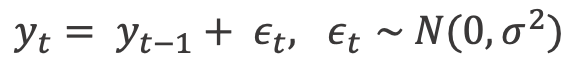 yₜ = yₜ₋₁ + ϵₜ, ϵₜ ~ N(0, σ²)